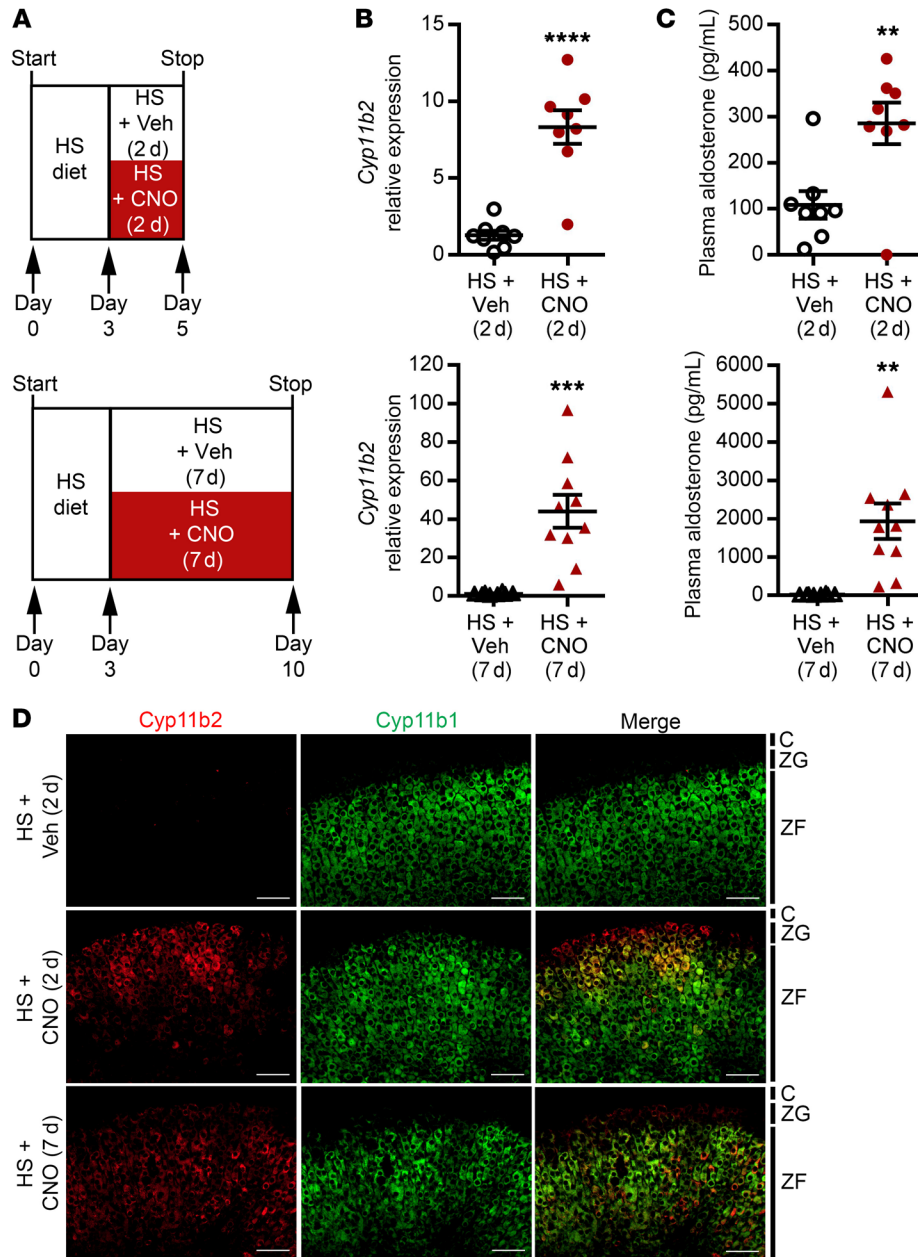 A
Start
Stop
HS
diet
HS
+ Veh
(2 d)
HS
+ CNO
(2 d)
Day
0
Day
3
Day
5
Start
Stop
HS
diet
HS
+ Veh
(7 d)
HS
+ CNO
(7 d)
Day
0
Day
3
Day
10
B
Cyp11b2
relative expression
15
10
5
0
****
HS +
Veh
(2 d)
HS +
CNO
(2 d)
Cyp11b2
relative expression
120
100
80
60
40
20
0
***
HS +
Veh
(7 d)
HS +
CNO
(7 d)
C
Plasma aldosterone (pg/mL)
500
400
300
200
100
0
**
HS +
Veh
(2 d)
HS +
CNO
(2 d)
Plasma aldosterone (pg/mL)
6000
5000
4000
3000
2000
1000
0
**
HS +
Veh
(7 d)
HS +
CNO
(7 d)
D
Cyp11b2
Cyp11b1
Merge
HS +
Veh (2 d)
C
ZG
ZF
HS +
CNO (2 d)
C
ZG
ZF
HS +
CNO (7 d)
C
ZG
ZF